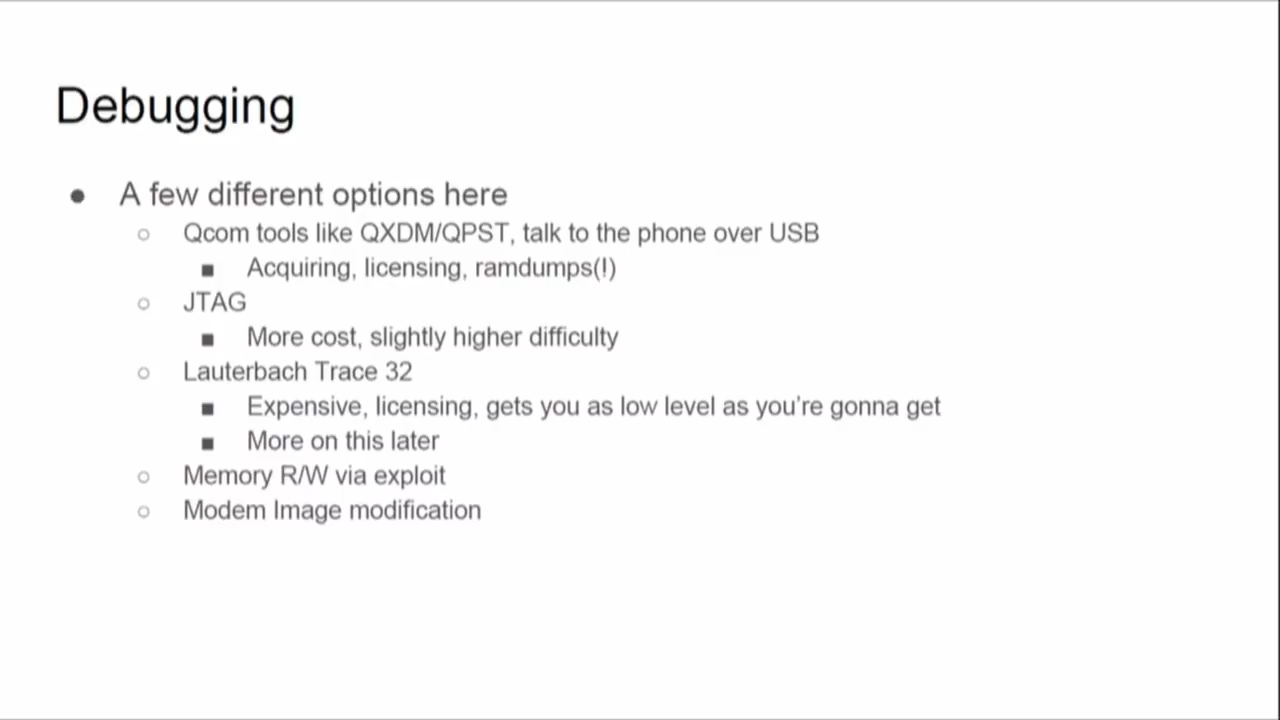 Debugging
● A few different options here
○ Qcom tools like QXDM/QPST, talk to the phone over USB
■ Acquiring, licensing, ramdumps(!)
○ JTAG
■ More cost, slightly higher difficulty
○ Lauterbach Trace 32
■ Expensive, licensing, gets you as low level as you're gonna get
■ More on this later
○ Memory R/W via exploit
○ Modem Image modification